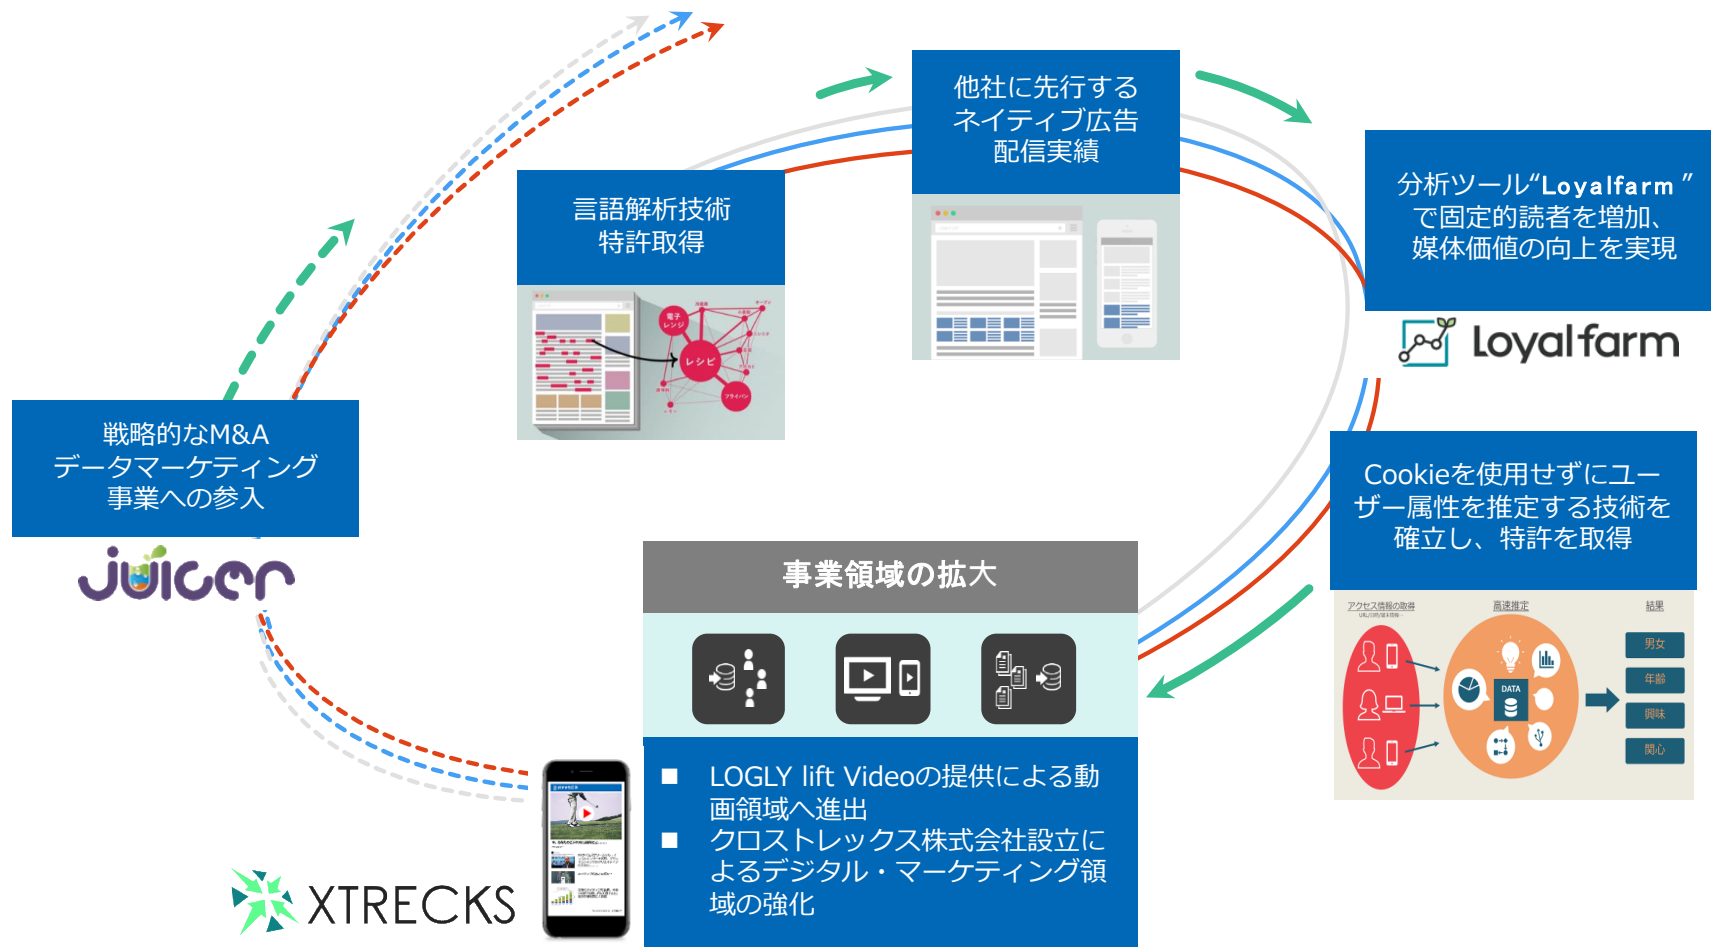 言語解析技術
特許取得
電子
レンジ
レシピ
フライパン
他社に先行する
ネイティブ広告
配信実績
分析ツール“Loyalfarm ”
で固定的読者を増加、
媒体価値の向上を実現
Loyalfarm
Cookieを使用せずにユー
ザー属性を推定する技術を
確立し、特許を取得
アクセス情報の取得
高速推定
結果
DATA
男女
年齢
興味
関心
事業領域の拡大
■ LOGLY lift Videoの提供による動
画領域へ進出
■ クロストレックス株式会社設立に
よるデジタル・マーケティング領
域の強化
XTRECKS
戦略的なM&A
データマーケティング
事業への参入
juicer